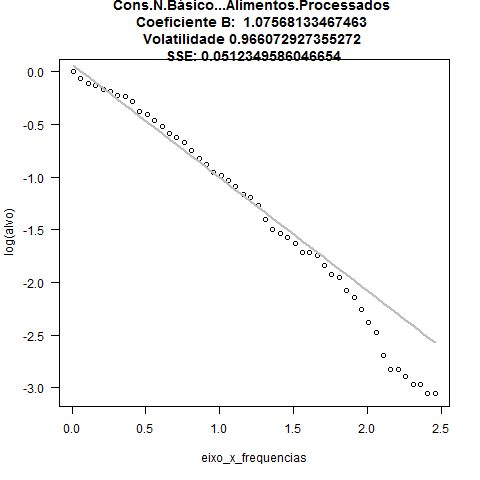 Cons.N.Básico...Alimentos.Processados
Coeficiente B:  1.07568133467463
Volatilidade 0.966072927355272
SSE: 0.0512349586046654
0.0
-0.5
-1.0
-1.5
-2.0
-2.5
-3.0
log(alvo)
0.0
0.5
1.0
1.5
2.0
2.5
eixo_x_frequencias